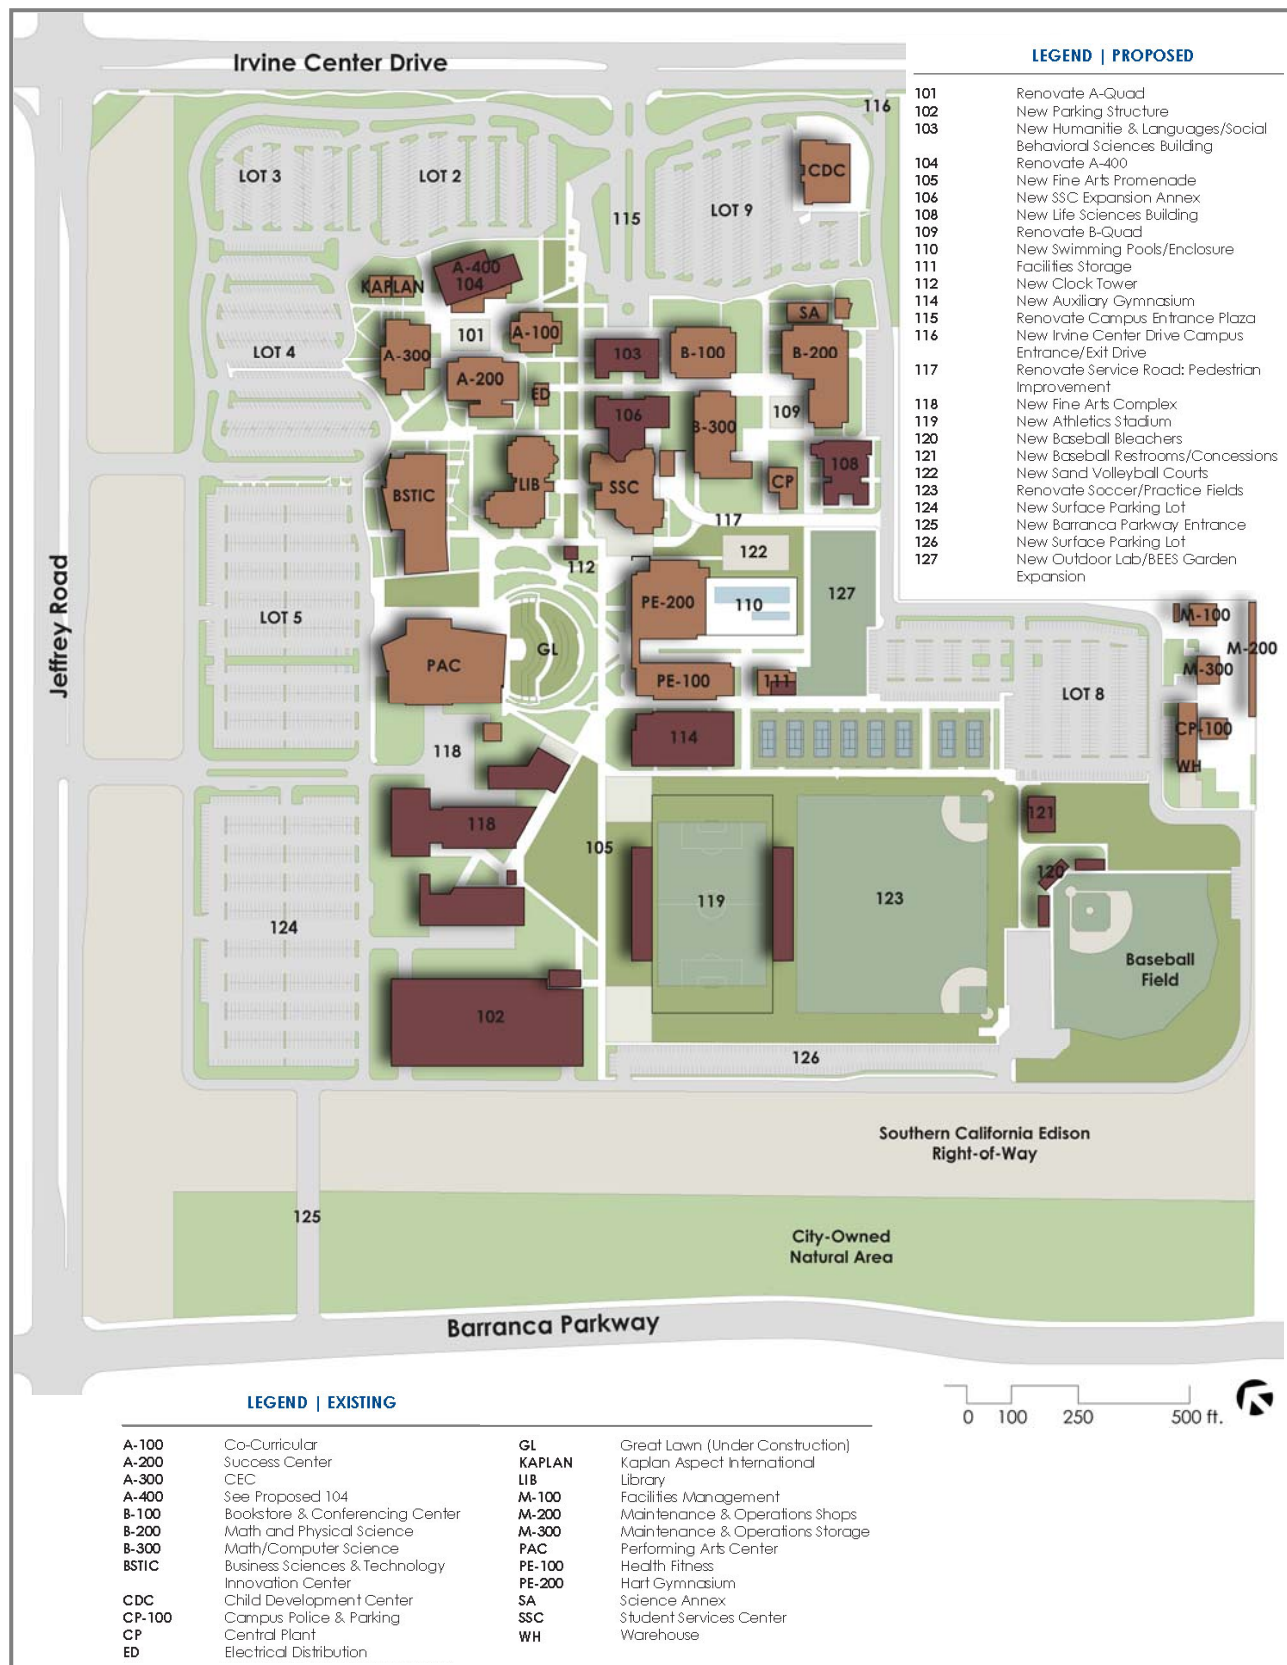 Irvine Center Drive
LEGEND | PROPOSED
101 Renovate A-Quad
102 New Parking Structure
103 New Humanitie & Languages/Social
Behavioral Sciences Building
104 Renovate A-400
105 New Fine Arts Promenade
106 New SSC Expansion Annex
108 New Life Sciences Building
109 Renovate B-Quad
110 New Swimming Pools/Enclosure
111 Facilities Storage
112 New Clock Tower
114 New Auxiliary Gymnasium
115 Renovate Campus Entrance Plaza
116 New Irvine Center Drive Campus
Entrance/Exit Drive
117 Renovate Service Road: Pedestrian
Improvement
118 New Fine Arts Complex
119 New Athletics Stadium
120 New Baseball Bleachers
121 New Baseball Restrooms/Concessions
122 New Sand Volleyball Courts
123 Renovate Soccer/Practice Fields
124 New Surface Parking Lot
125 New Barranca Parkway Entrance
126 New Surface Parking Lot
127 New Outdoor Lab/BEES Garden
Expansion
116
LOT 3
LOT 2
CDC
LOT 9
115
A-400
104
KAPLAN
SA
101
A-100
LOT 4
A-300
103
B-100
B-200
A-200
ED
106
109
B-300
108
BSTIC
LIB
SSC
CP
117
122
112
PE-200
110
127
LOT 5
M-100
GL
M-200
PAC
M-300
PE-100
111
LOT 8
Jeffrey Road
CP-100
114
118
WH
121
118
105
120
119
123
124
Baseball
Field
102
126
Southern California Edison
Right-of-Way
125
City-Owned
Natural Area
Barranca Parkway
0 100 250 500 ft.
LEGEND | EXISTING
A-100 Co-Curricular
A-200 Success Center
A-300 CEC
A-400 See Proposed 104
B-100 Bookstore & Conferencing Center
B-200 Math and Physical Science
B-300 Math/Computer Science
BSTIC Business Sciences & Technology
Innovation Center
CDC Child Development Center
CP-100 Campus Police & Parking
CP Central Plant
ED Electrical Distribution
GL Great Lawn (Under Construction)
KAPLAN Kaplan Aspect International
LIB Library
M-100 Facilities Management
M-200 Maintenance & Operations Shops
M-300 Maintenance & Operations Storage
PAC Performing Arts Center
PE-100 Health Fitness
PE-200 Hart Gymnasium
SA Science Annex
SSC Student Services Center
WH Warehouse